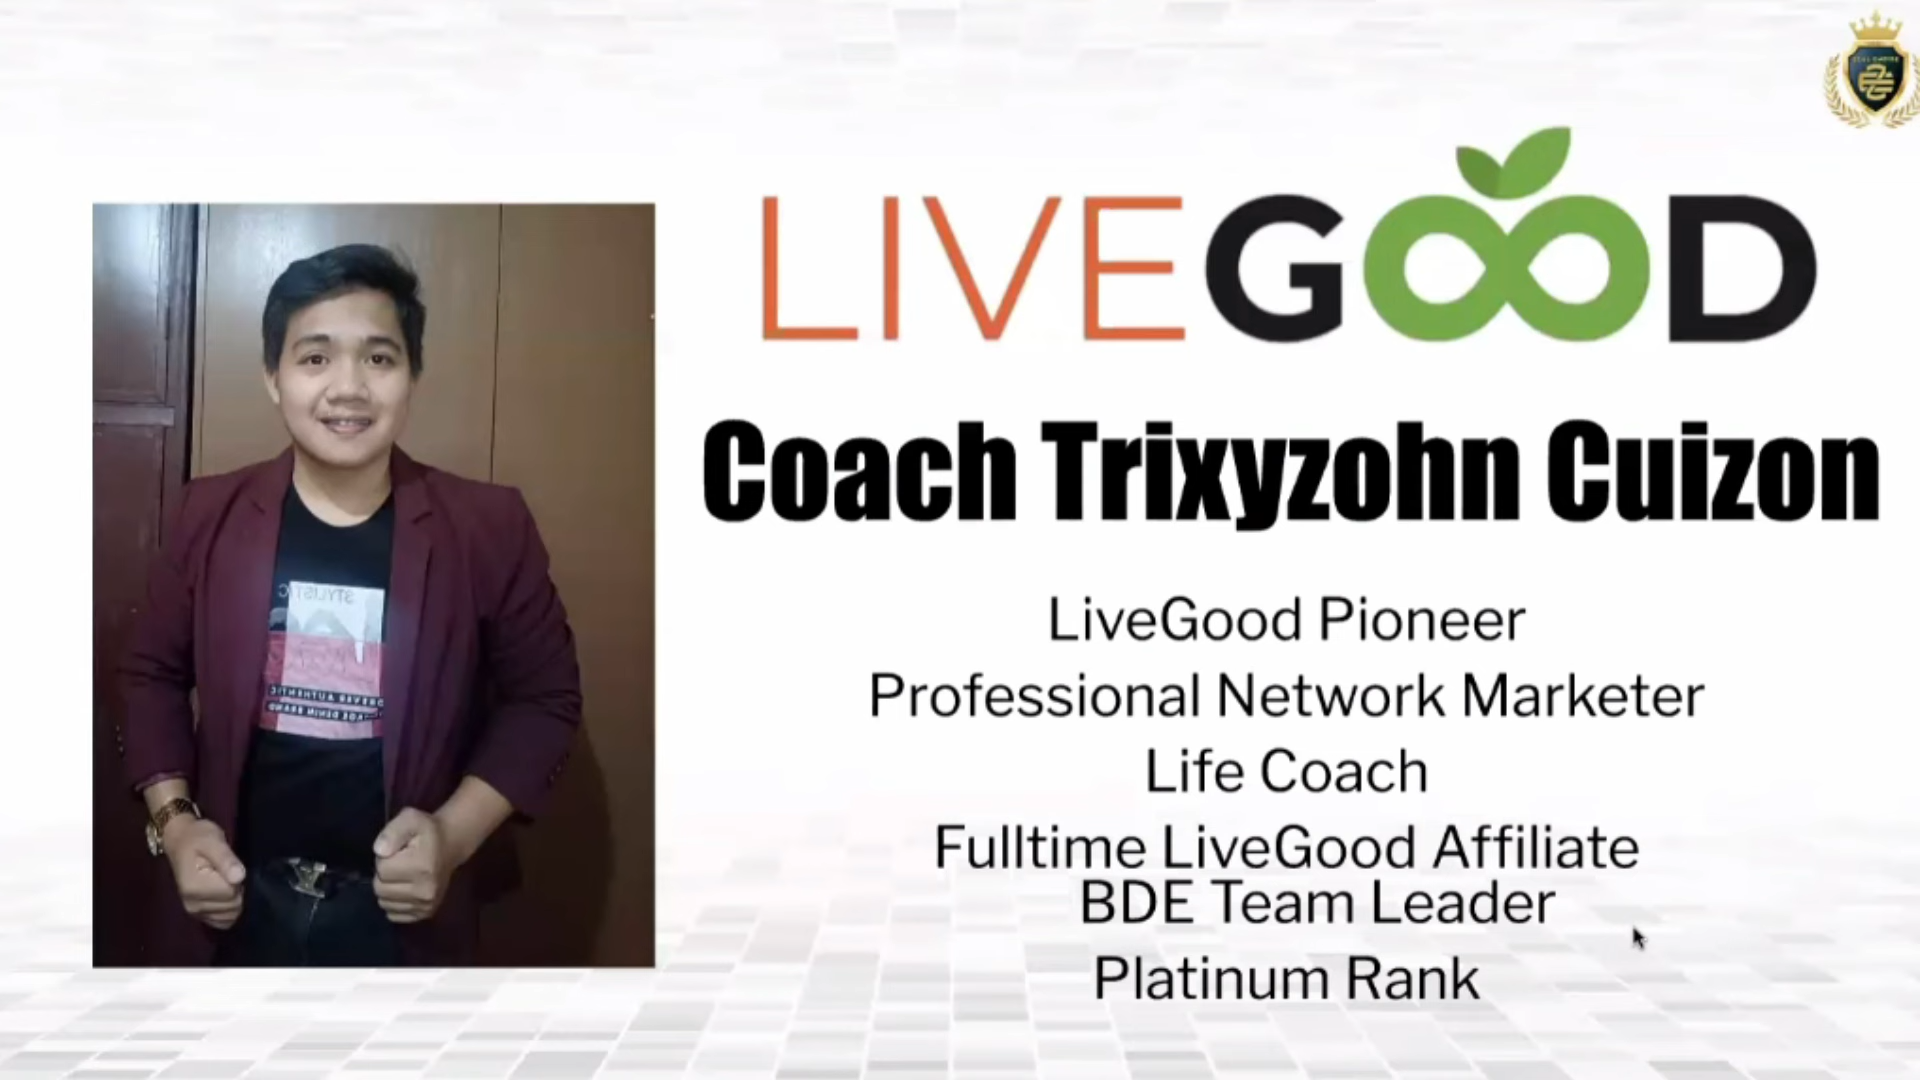 LIVEGOOD
Coach Trixyzohn Cuizon
LiveGood Pioneer
Professional Network Marketer
Life Coach
Fulltime LiveGood Affiliate
BDE Team Leader
Platinum Rank
STYLISTIC